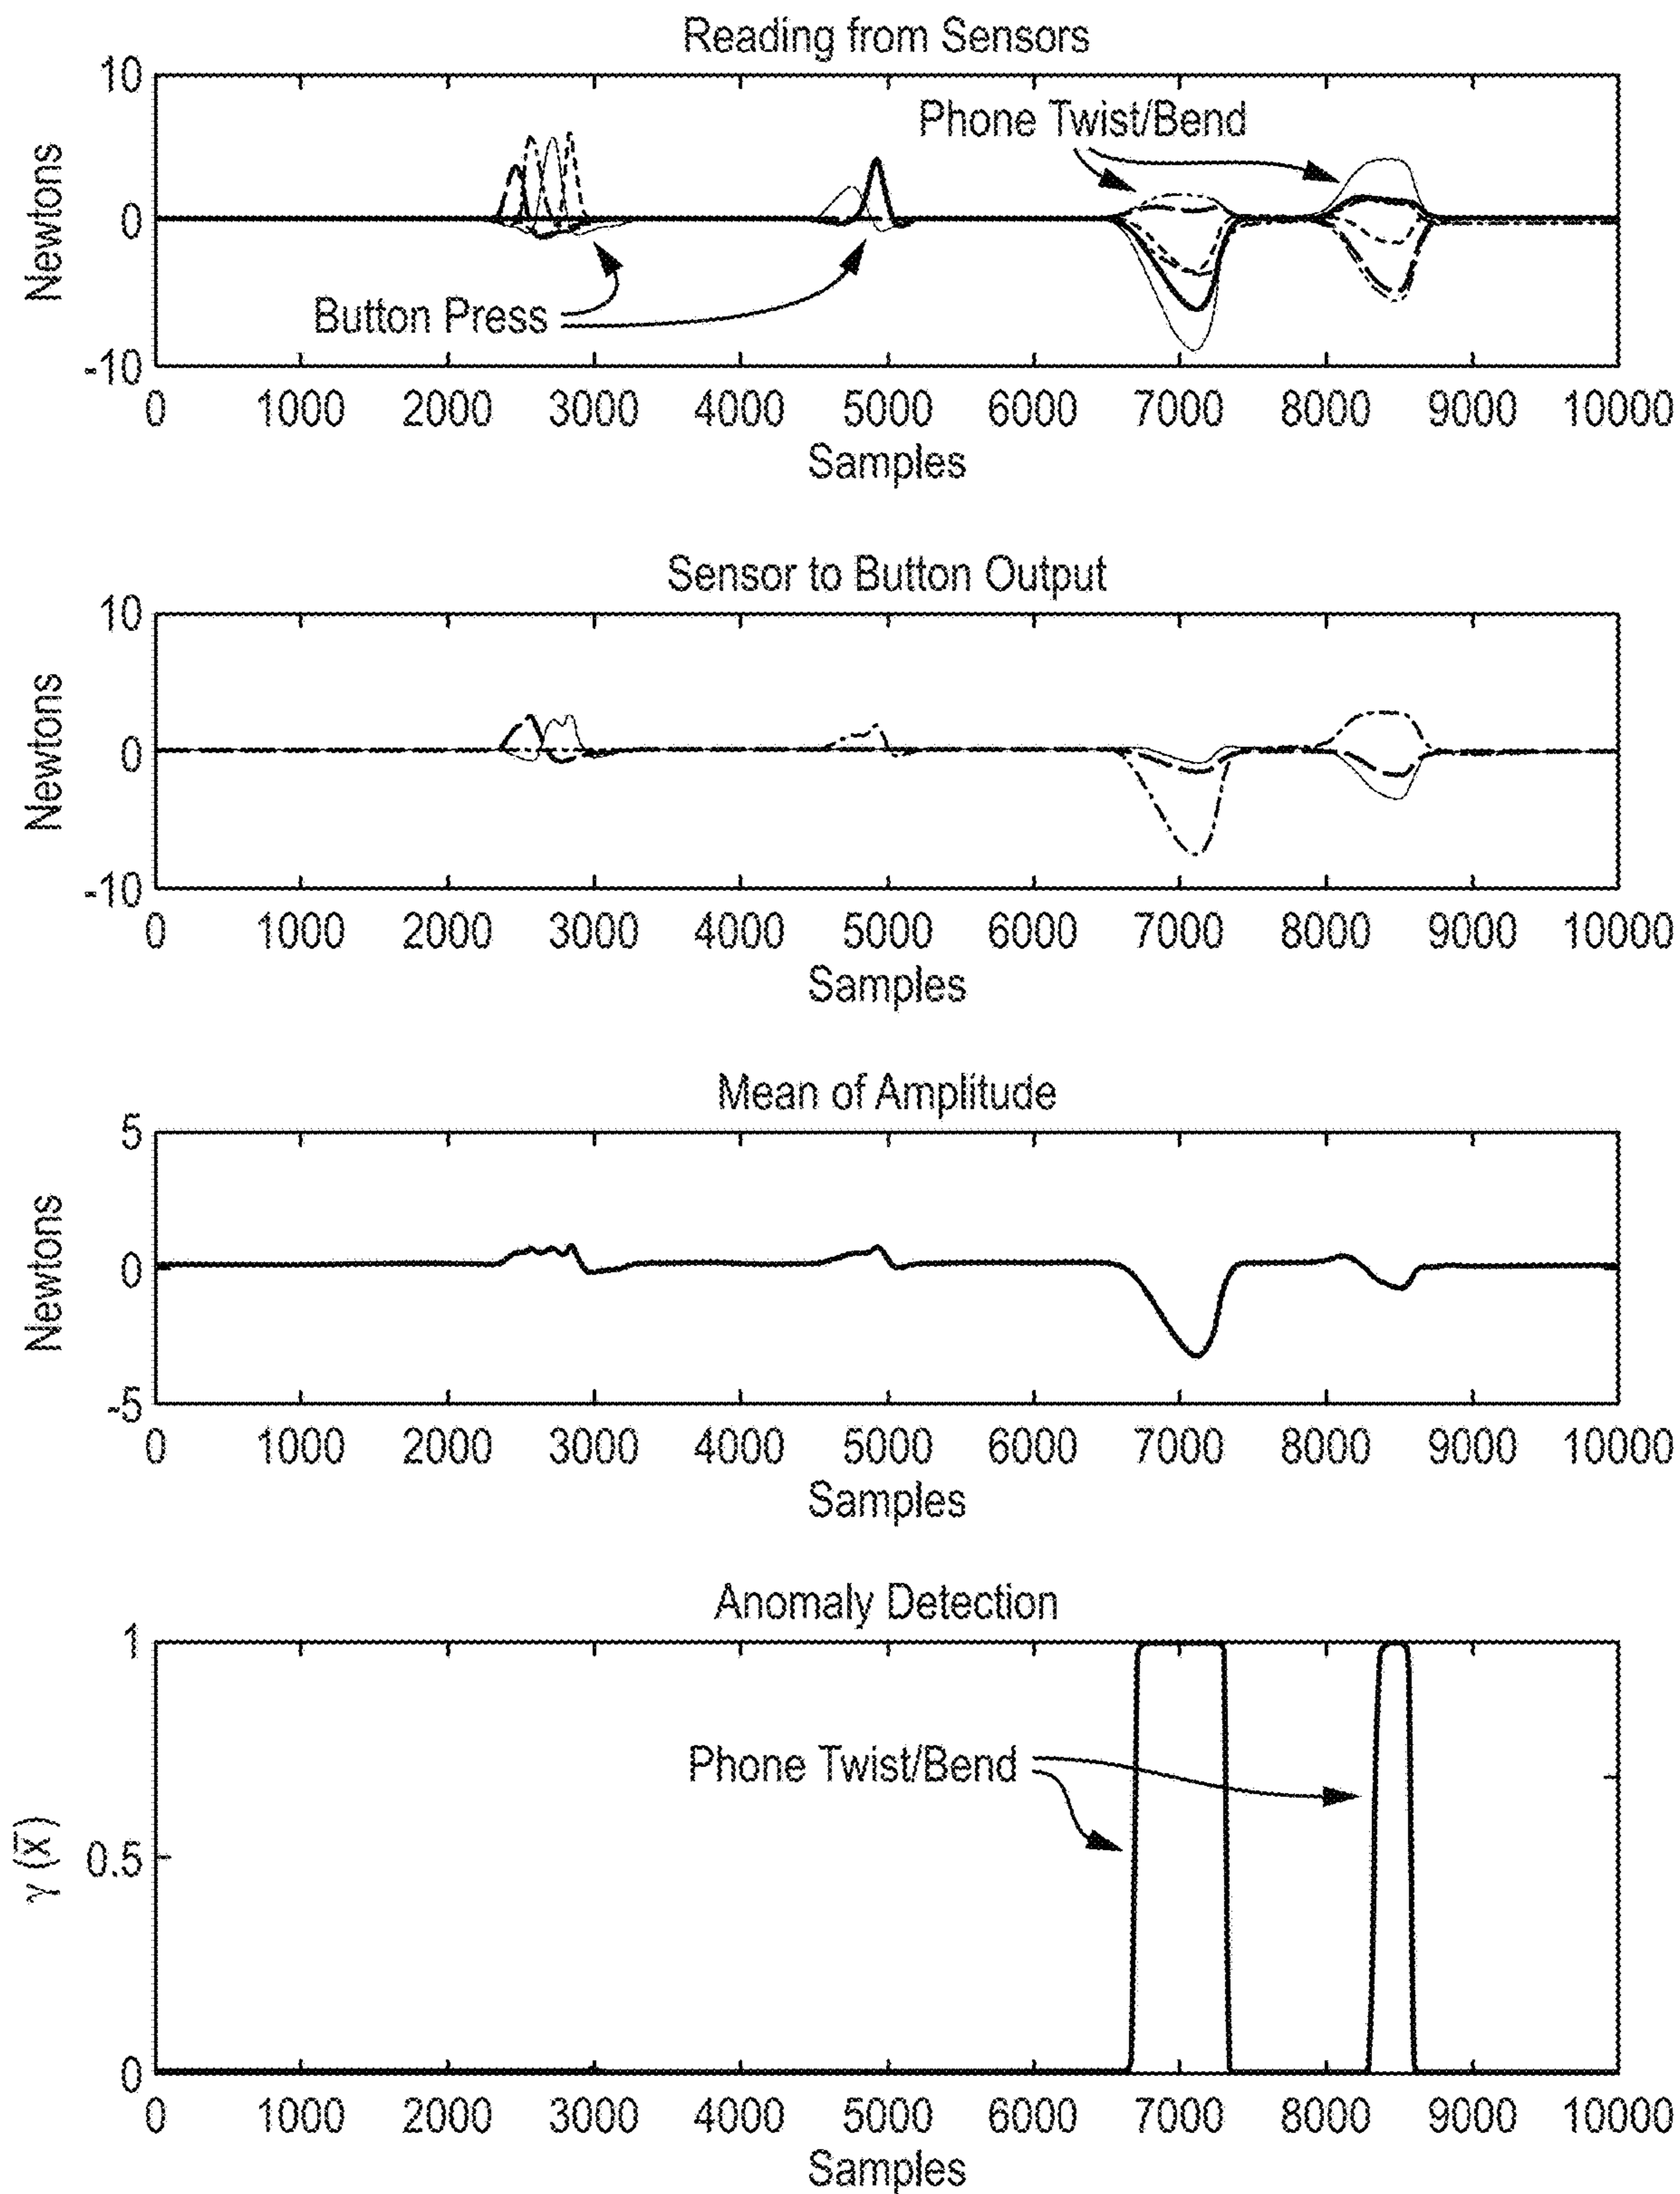 Reading from Sensors
10
0
-10
Newtons
Phone Twist/Bend
Button Press
0 1000 2000 3000 4000 5000 6000 7000 8000 9000 10000
Samples
Sensor to Button Output
10
0
-10
Newtons
0 1000 2000 3000 4000 5000 6000 7000 8000 9000 10000
Samples
Mean of Amplitude
5
0
-5
Newtons
0 1000 2000 3000 4000 5000 6000 7000 8000 9000 10000
Samples
Anomaly Detection
1
0.5
0
γ (x̄)
Phone Twist/Bend
0 1000 2000 3000 4000 5000 6000 7000 8000 9000 10000
Samples